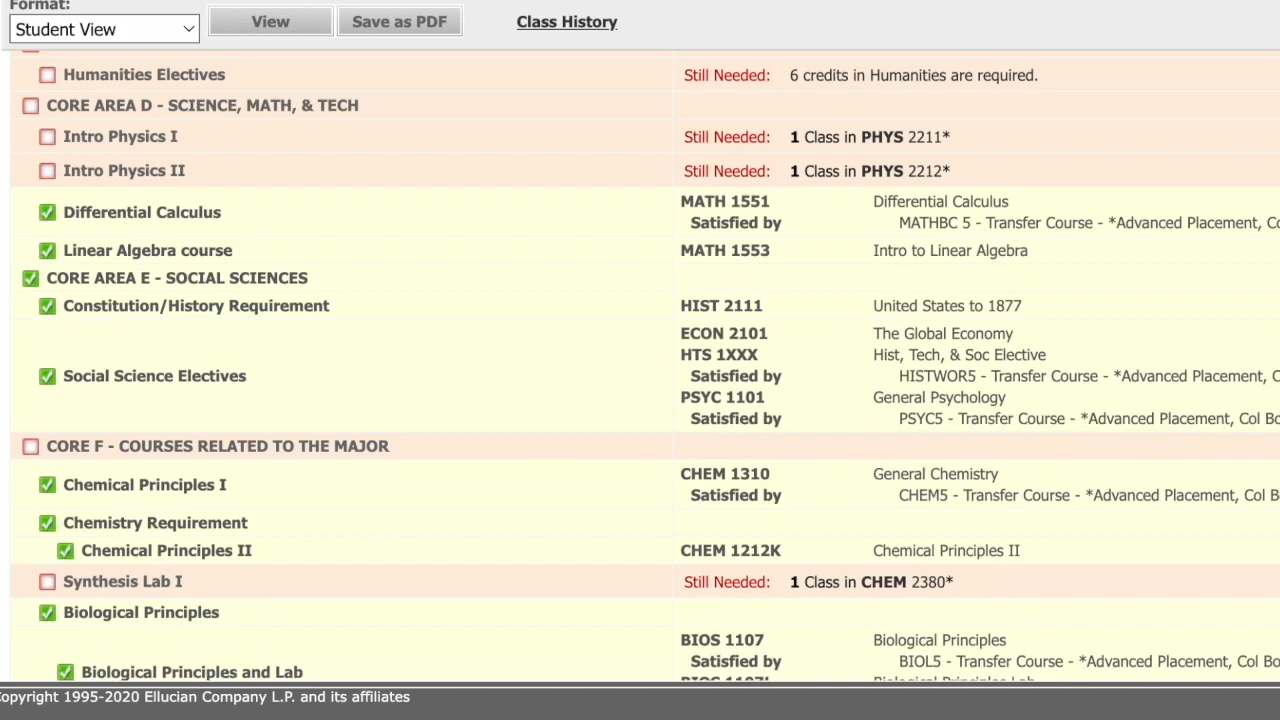 Format:
Student View
View
Save as PDF
Class History
Humanities Electives Still Needed: 6 credits in Humanities are required.
CORE AREA D - SCIENCE, MATH, & TECH
Intro Physics I Still Needed: 1 Class in PHYS 2211*
Intro Physics II Still Needed: 1 Class in PHYS 2212*
Differential Calculus
MATH 1551 Differential Calculus
Satisfied by MATHBC 5 - Transfer Course - *Advanced Placement, Co
Linear Algebra course MATH 1553 Intro to Linear Algebra
CORE AREA E - SOCIAL SCIENCES
Constitution/History Requirement HIST 2111 United States to 1877
Social Science Electives
ECON 2101 The Global Economy
HTS 1XXX Hist, Tech, & Soc Elective
Satisfied by HISTWOR5 - Transfer Course - *Advanced Placement, C
PSYC 1101 General Psychology
Satisfied by PSYC5 - Transfer Course - *Advanced Placement, Col Bo
CORE F - COURSES RELATED TO THE MAJOR
Chemical Principles I
CHEM 1310 General Chemistry
Satisfied by CHEM5 - Transfer Course - *Advanced Placement, Col B
Chemistry Requirement
Chemical Principles II CHEM 1212K Chemical Principles II
Synthesis Lab I Still Needed: 1 Class in CHEM 2380*
Biological Principles
Biological Principles and Lab
BIOS 1107 Biological Principles
Satisfied by BIOL5 - Transfer Course - *Advanced Placement, Col Bo
opyright 1995-2020 Ellucian Company L.P. and its affiliates